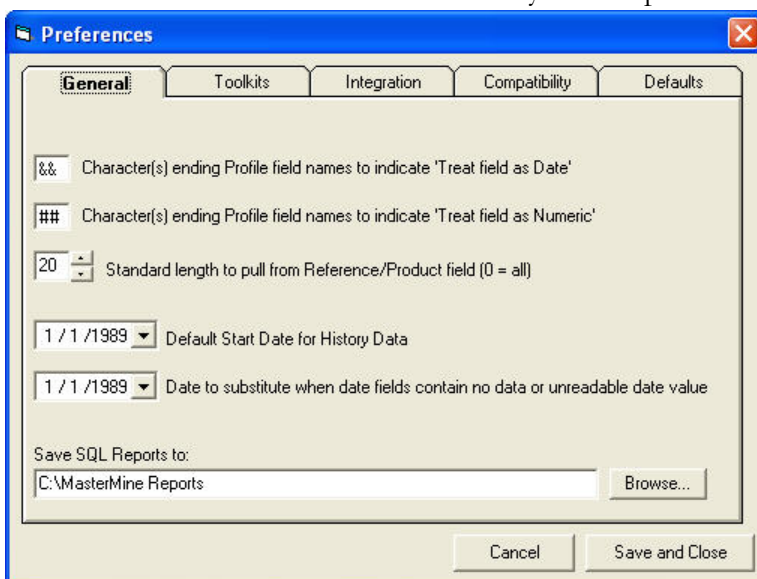 Preferences
General Toolkits Integration Compatibility Defaults
&& Character(s) ending Profile field names to indicate 'Treat field as Date'
## Character(s) ending Profile field names to indicate 'Treat field as Numeric'
20 Standard length to pull from Reference/Product field (0 = all)
1 / 1 /1989 Default Start Date for History Data
1 / 1 /1989 Date to substitute when date fields contain no data or unreadable date value
Save SQL Reports to:
C:\MasterMine Reports Browse...
Cancel Save and Close